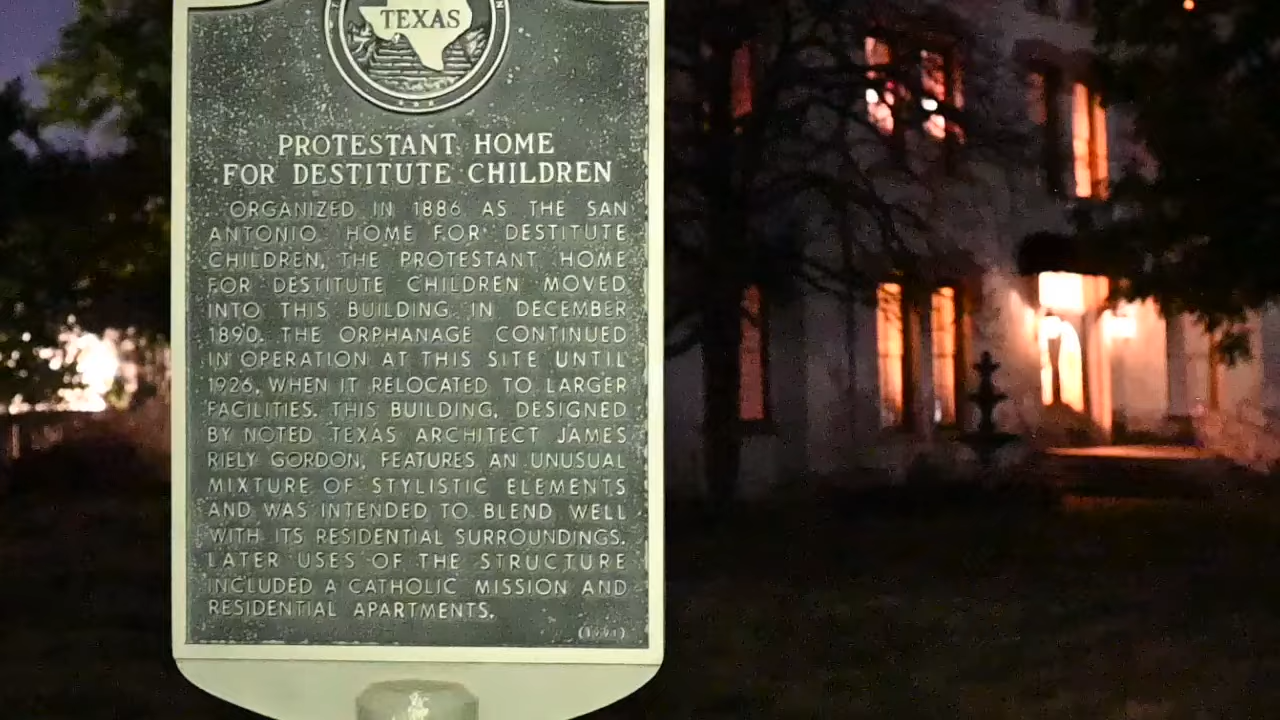 TEXAS
PROTESTANT HOME
FOR DESTITUTE CHILDREN
ORGANIZED IN 1886 AS THE SAN
ANTONIO HOME FOR DESTITUTE
CHILDREN, THE PROTESTANT HOME
FOR DESTITUTE CHILDREN MOVED
INTO THIS BUILDING IN DECEMBER
1890. THE ORPHANAGE CONTINUED
IN OPERATION AT THIS SITE UNTIL
1926, WHEN IT RELOCATED TO LARGER
FACILITIES. THIS BUILDING, DESIGNED
BY NOTED TEXAS ARCHITECT JAMES
RIELY GORDON, FEATURES AN UNUSUAL
MIXTURE OF STYLISTIC ELEMENTS
AND WAS INTENDED TO BLEND WELL
WITH ITS RESIDENTIAL SURROUNDINGS.
LATER USES OF THE STRUCTURE
INCLUDED A CATHOLIC MISSION AND
RESIDENTIAL APARTMENTS.
(1991)